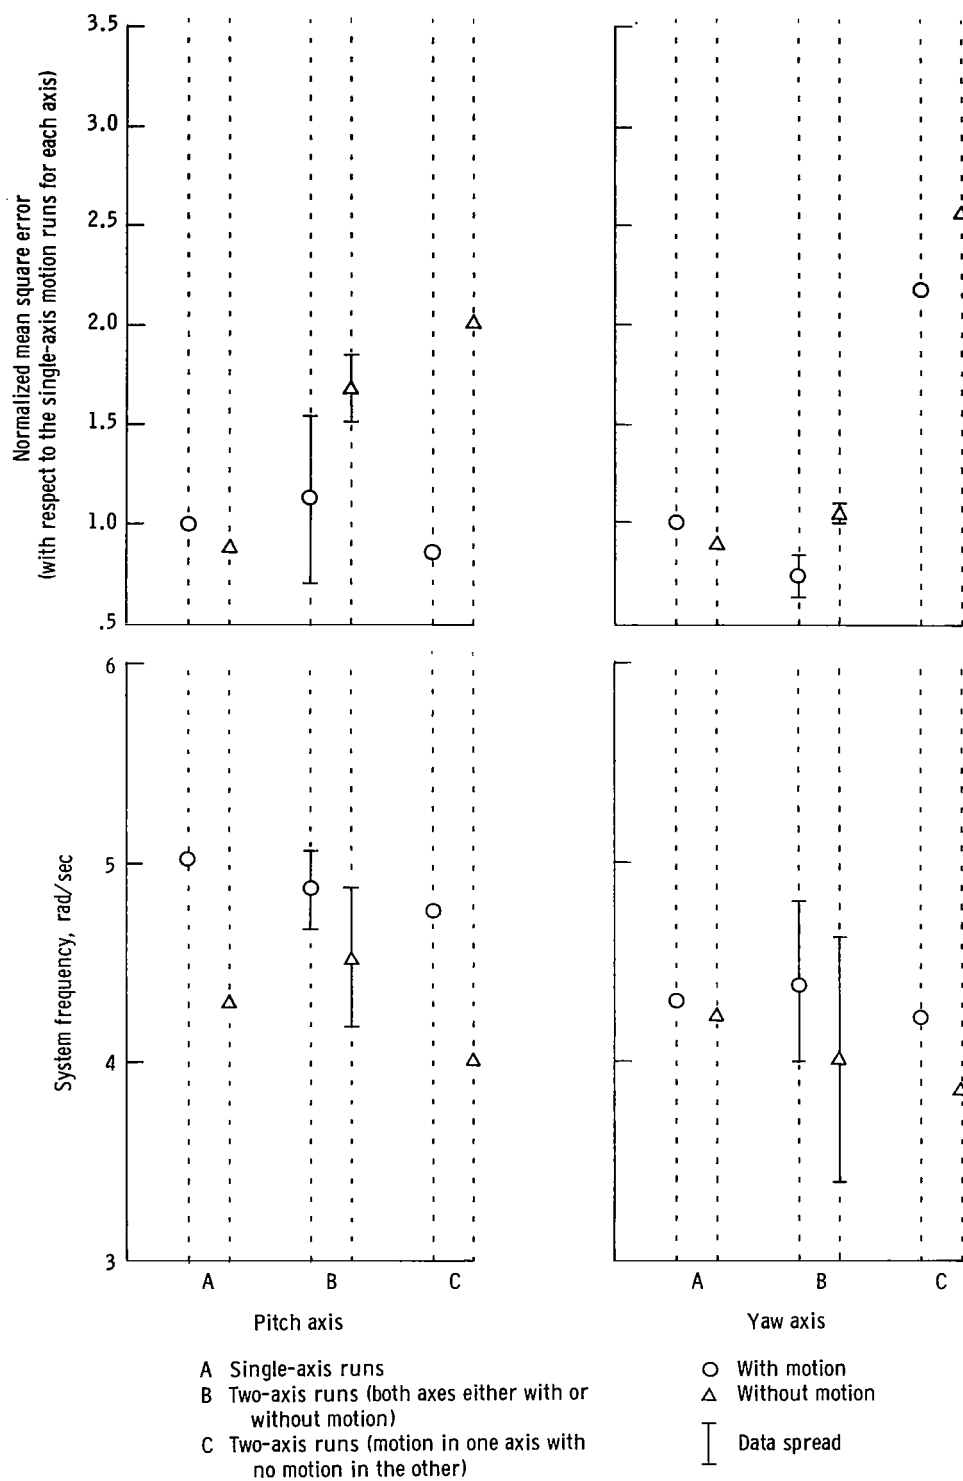 Normalized mean square error
(with respect to the single-axis motion runs for each axis)
3.5
3.0
2.5
2.0
1.5
1.0
.5
System frequency, rad/sec
6
5
4
3
A B C
A B C
Pitch axis
Yaw axis
A Single-axis runs
B Two-axis runs (both axes either with or
without motion)
C Two-axis runs (motion in one axis with
no motion in the other)
With motion
Without motion
Data spread